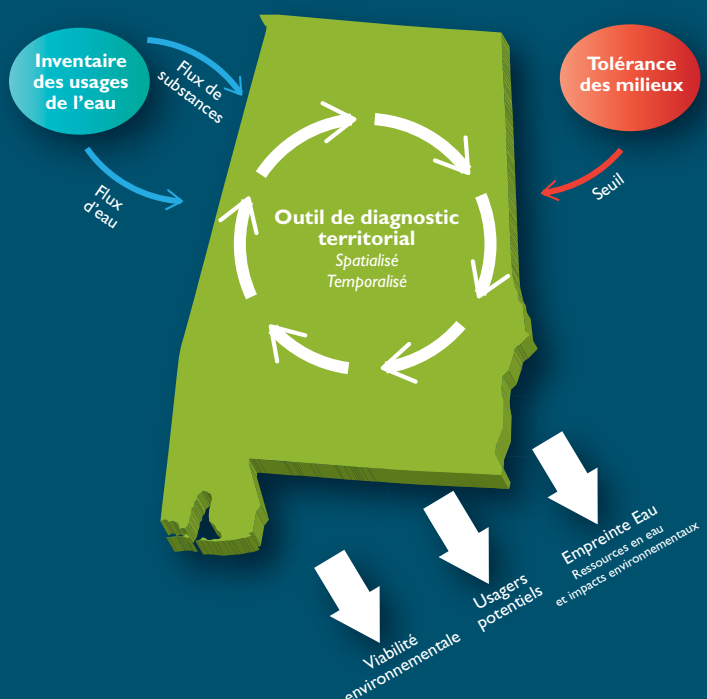 Inventaire
des usages
de l'eau
Flux de
substances
Flux
d'eau
Tolérance
des milieux
Seuil
Outil de diagnostic
territorial
Spatialisé
Temporalisé
Viabilité
environnementale
Usagers
potentiels
Empreinte Eau
Ressources en eau
et impacts environnementaux